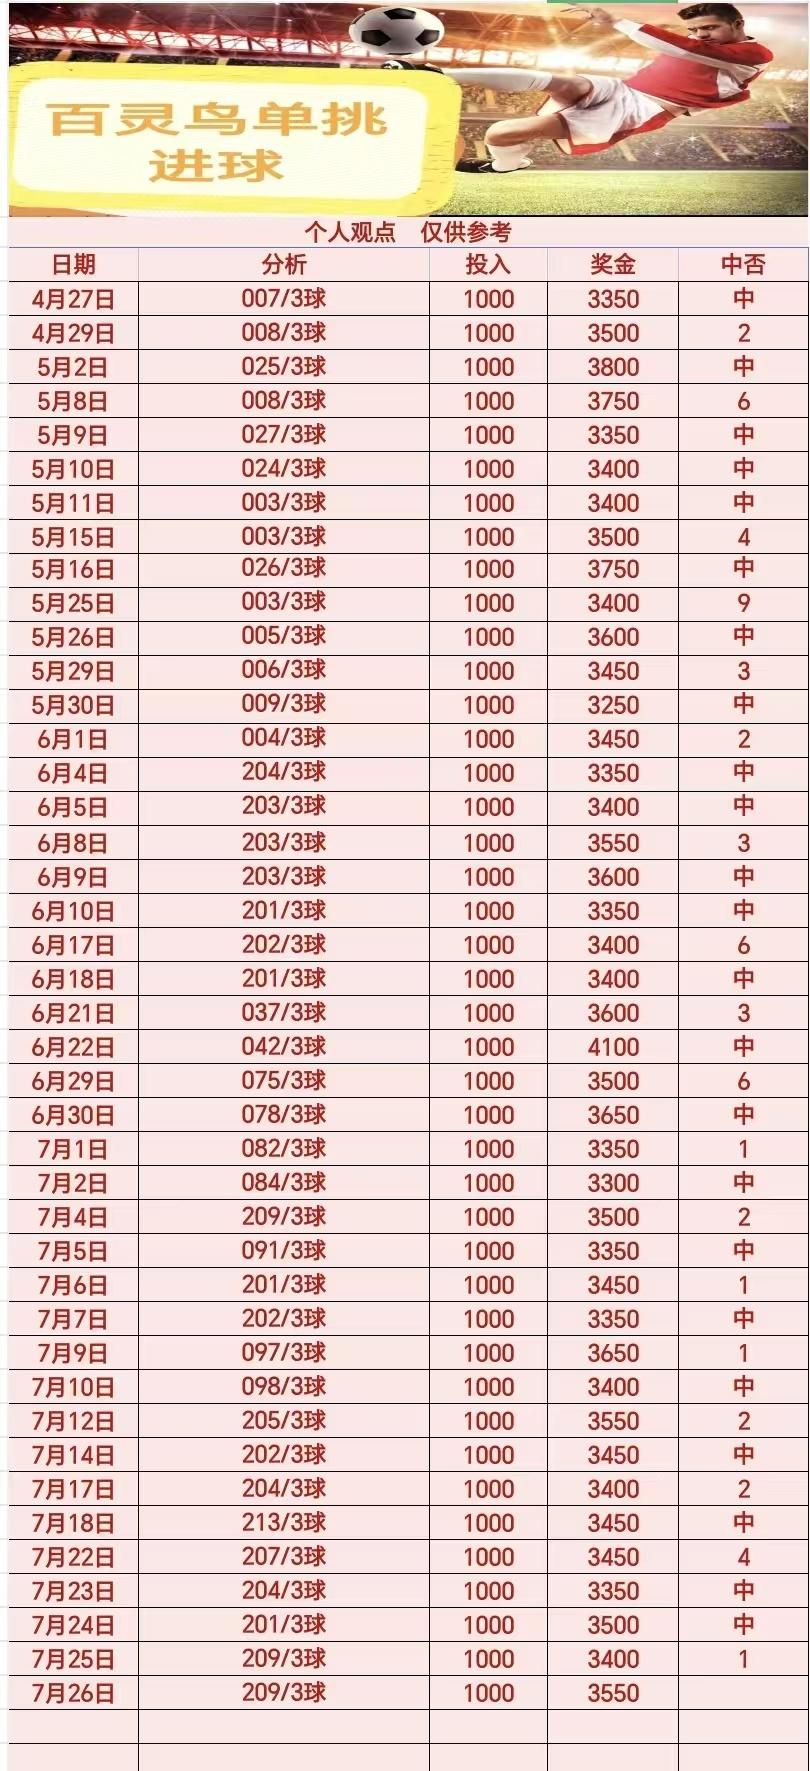 百灵鸟单挑
进球
个人观点 仅供参考
日期 分析 投入 奖金 中否
4月27日 007/3球 1000 3350 中
4月29日 008/3球 1000 3500 2
5月2日 025/3球 1000 3800 中
5月8日 008/3球 1000 3750 6
5月9日 027/3球 1000 3350 中
5月10日 024/3球 1000 3400 中
5月11日 003/3球 1000 3400 中
5月15日 003/3球 1000 3500 4
5月16日 026/3球 1000 3750 中
5月25日 003/3球 1000 3400 9
5月26日 005/3球 1000 3600 中
5月29日 006/3球 1000 3450 3
5月30日 009/3球 1000 3250 中
6月1日 004/3球 1000 3450 2
6月4日 204/3球 1000 3350 中
6月5日 203/3球 1000 3400 中
6月8日 203/3球 1000 3550 3
6月9日 203/3球 1000 3600 中
6月10日 201/3球 1000 3350 中
6月17日 202/3球 1000 3400 6
6月18日 201/3球 1000 3400 中
6月21日 037/3球 1000 3600 3
6月22日 042/3球 1000 4100 中
6月29日 075/3球 1000 3500 6
6月30日 078/3球 1000 3650 中
7月1日 082/3球 1000 3350 1
7月2日 084/3球 1000 3300 中
7月4日 209/3球 1000 3500 2
7月5日 091/3球 1000 3350 中
7月6日 201/3球 1000 3450 1
7月7日 202/3球 1000 3350 中
7月9日 097/3球 1000 3650 1
7月10日 098/3球 1000 3400 中
7月12日 205/3球 1000 3550 2
7月14日 202/3球 1000 3450 中
7月17日 204/3球 1000 3400 2
7月18日 213/3球 1000 3450 中
7月22日 207/3球 1000 3450 4
7月23日 204/3球 1000 3350 中
7月24日 201/3球 1000 3500 中
7月25日 209/3球 1000 3400 1
7月26日 209/3球 1000 3550